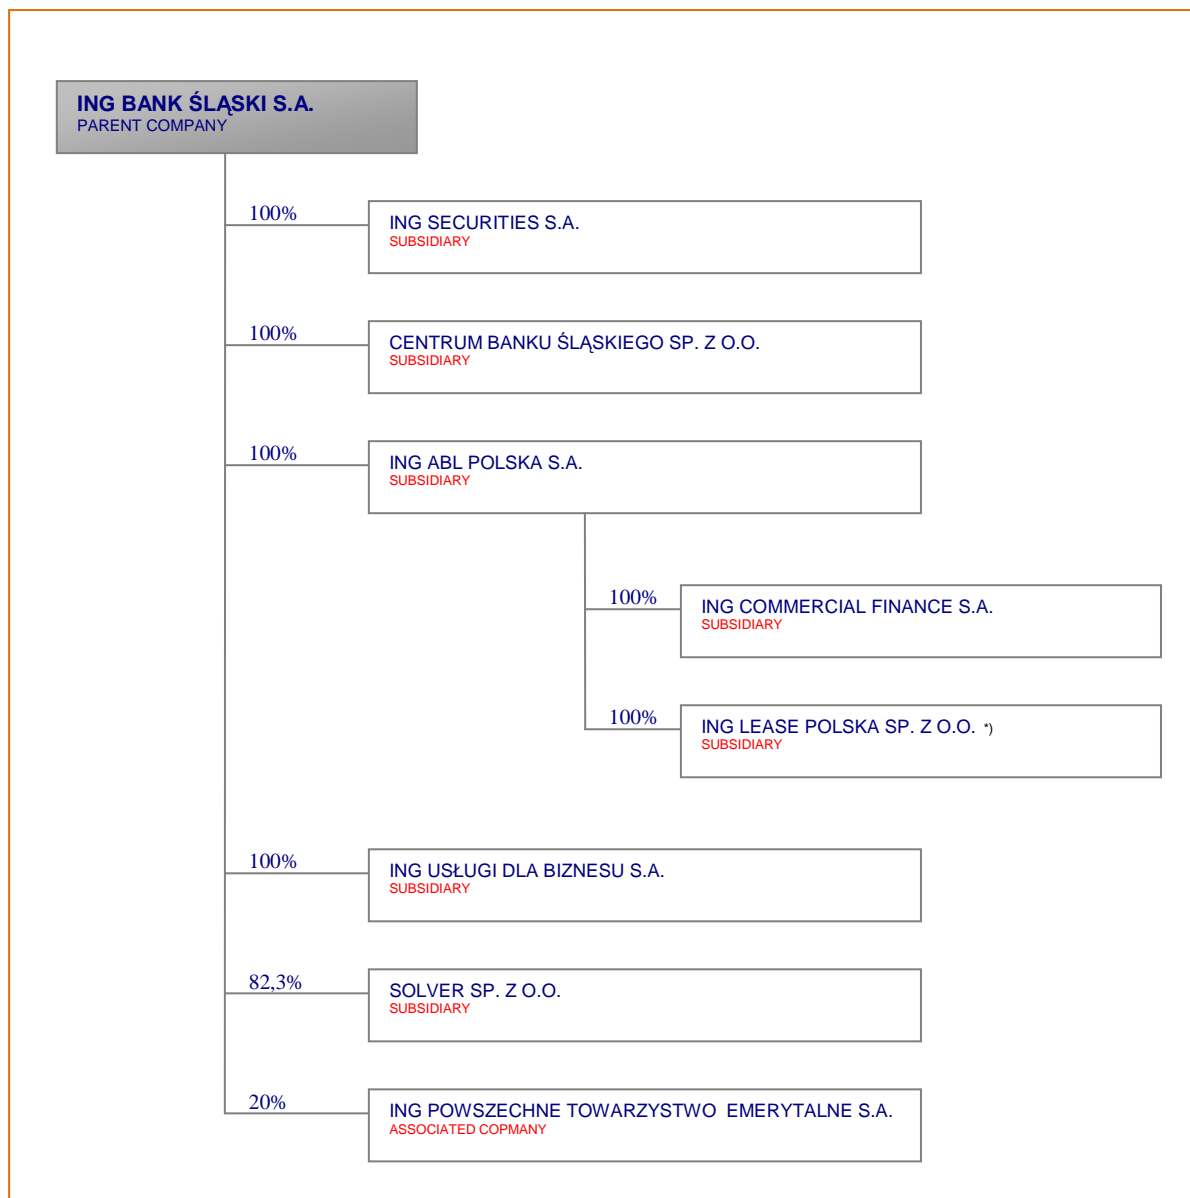 ING BANK ŚLĄSKI S.A.
PARENT COMPANY
100%
ING SECURITIES S.A.
SUBSIDIARY
100%
CENTRUM BANKU ŚLĄSKIEGO SP. Z O.O.
SUBSIDIARY
100%
ING ABL POLSKA S.A.
SUBSIDIARY
100%
ING COMMERCIAL FINANCE S.A.
SUBSIDIARY
100%
ING LEASE POLSKA SP. Z O.O. *)
SUBSIDIARY
100%
ING USŁUGI DLA BIZNESU S.A.
SUBSIDIARY
82,3%
SOLVER SP. Z O.O.
SUBSIDIARY
20%
ING POWSZECHNE TOWARZYSTWO EMERYTALNE S.A.
ASSOCIATED COPMANY